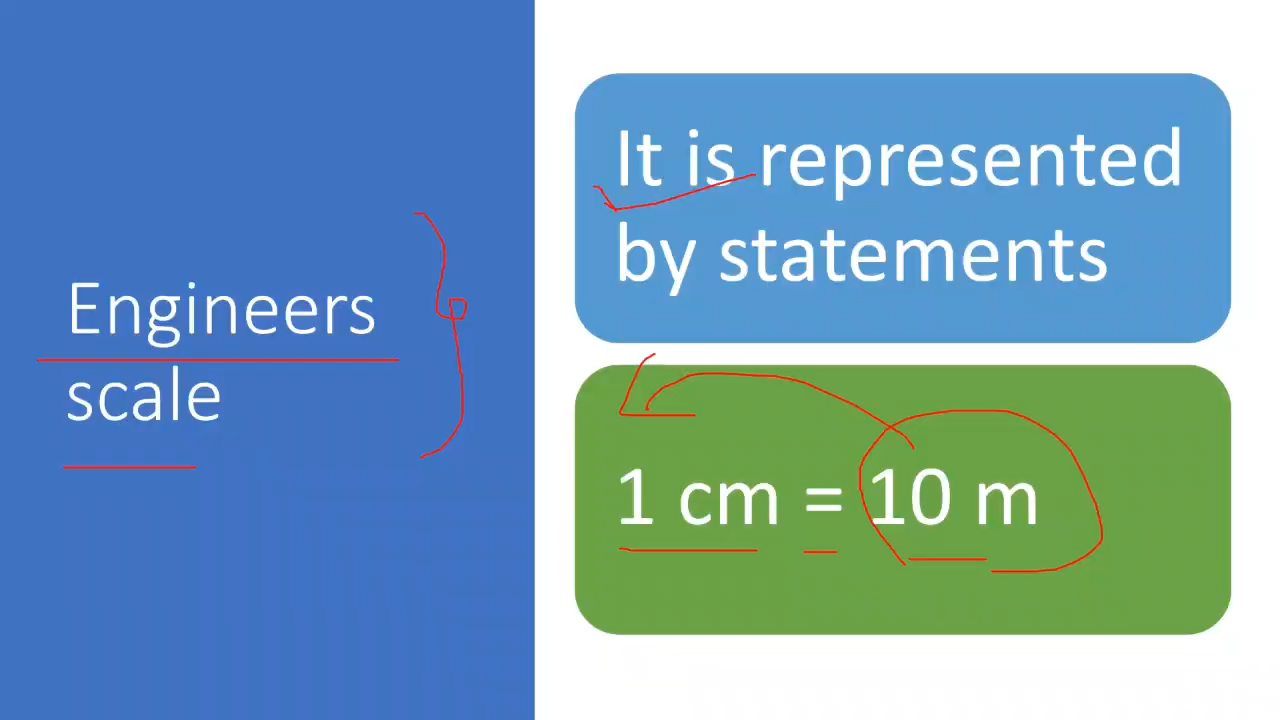 Engineers
scale
It is represented
by statements
1 cm = 10 m